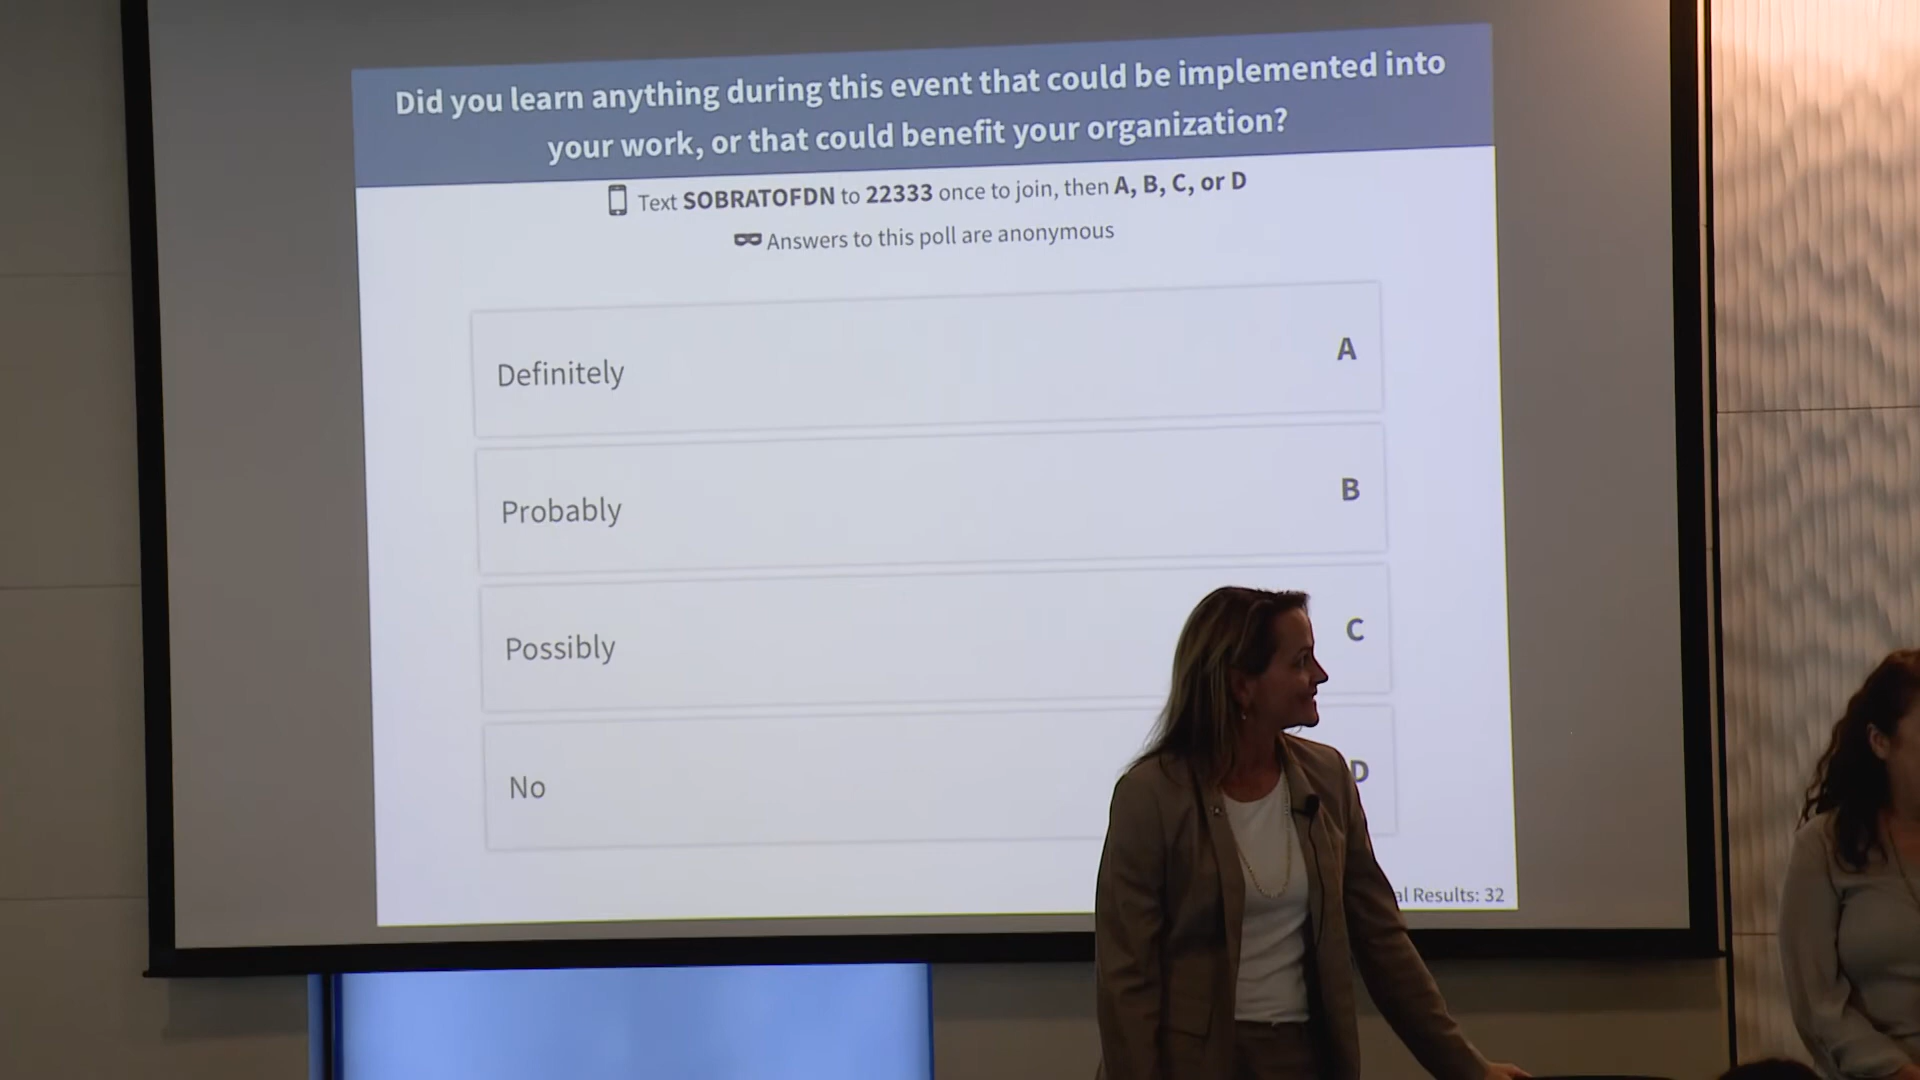 Did you learn anything during this event that could be implemented into
your work, or that could benefit your organization?
Text SOBRATOFDN to 22333 once to join, then A, B, C, or D
Answers to this poll are anonymous
Definitely A
Probably B
Possibly C
No D
Results: 32